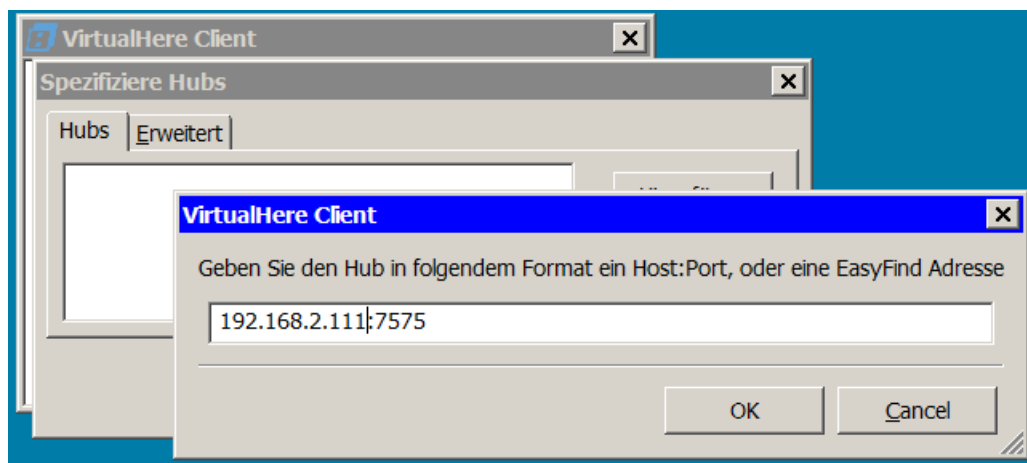 VirtualHere Client
Spezifiziere Hubs
Hubs Erweitert
VirtualHere Client
Geben Sie den Hub in folgendem Format ein Host:Port, oder eine EasyFind Adresse
192.168.2.111:7575
OK Cancel